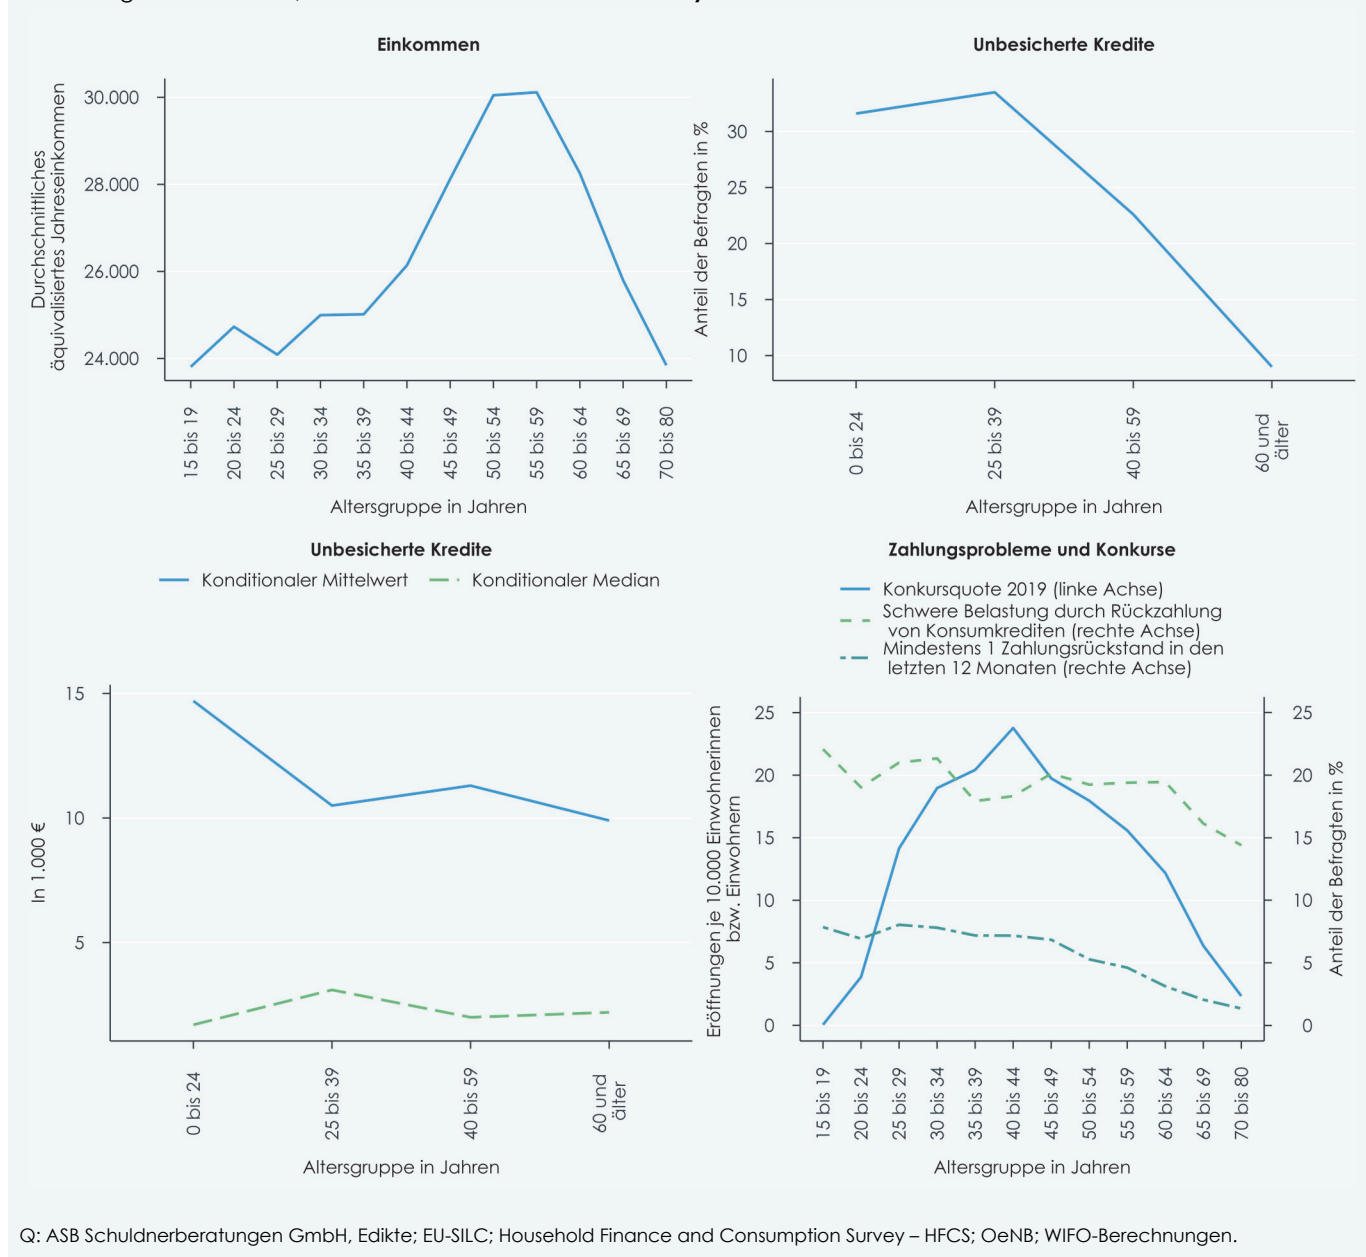 Einkommen
Durchschnittliches
äquivalisiertes Jahreseinkommen
30.000
28.000
26.000
24.000
15 bis 19
20 bis 24
25 bis 29
30 bis 34
35 bis 39
40 bis 44
45 bis 49
50 bis 54
55 bis 59
60 bis 64
65 bis 69
70 bis 80
Altersgruppe in Jahren
Unbesicherte Kredite
Anteil der Befragten in %
30
25
20
15
10
0 bis 24
25 bis 39
40 bis 59
60 und
älter
Altersgruppe in Jahren
Unbesicherte Kredite
Konditionaler Mittelwert
Konditionaler Median
In 1.000 €
15
10
5
0 bis 24
25 bis 39
40 bis 59
60 und
älter
Altersgruppe in Jahren
Zahlungsprobleme und Konkurse
Konkursquote 2019 (linke Achse)
Schwere Belastung durch Rückzahlung
von Konsumkrediten (rechte Achse)
Mindestens 1 Zahlungsrückstand in den
letzten 12 Monaten (rechte Achse)
Eröffnungen je 10.000 Einwohnerinnen
bzw. Einwohnern
25
20
15
10
5
0
25
20
15
10
5
0
Anteil der Befragten in %
15 bis 19
20 bis 24
25 bis 29
30 bis 34
35 bis 39
40 bis 44
45 bis 49
50 bis 54
55 bis 59
60 bis 64
65 bis 69
70 bis 80
Altersgruppe in Jahren
Q: ASB Schuldnerberatungen GmbH, Edikte; EU-SILC; Household Finance and Consumption Survey – HFCS; OeNB; WIFO-Berechnungen.